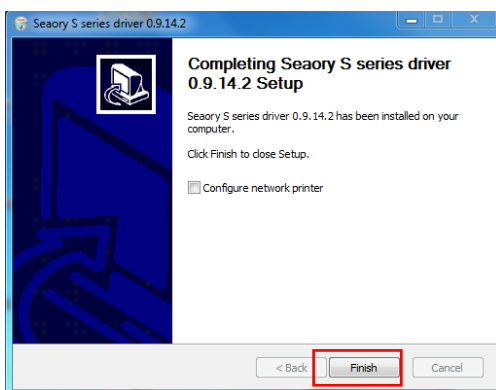 Seaory S series driver 0.9.14.2
Completing Seaory S series driver
0.9.14.2 Setup
Seaory S series driver 0.9.14.2 has been installed on your
computer.
Click Finish to close Setup.
Configure network printer
< Back Finish Cancel